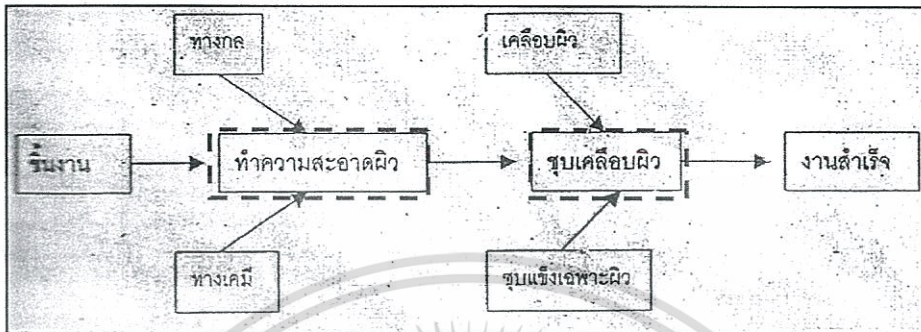 ทางกล
เคลือบผิว
ชิ้นงาน
ทำความสะอาดผิว
ชุบเคลือบผิว
งานสำเร็จ
ทางเคมี
ชุบแข็งเฉพาะผิว